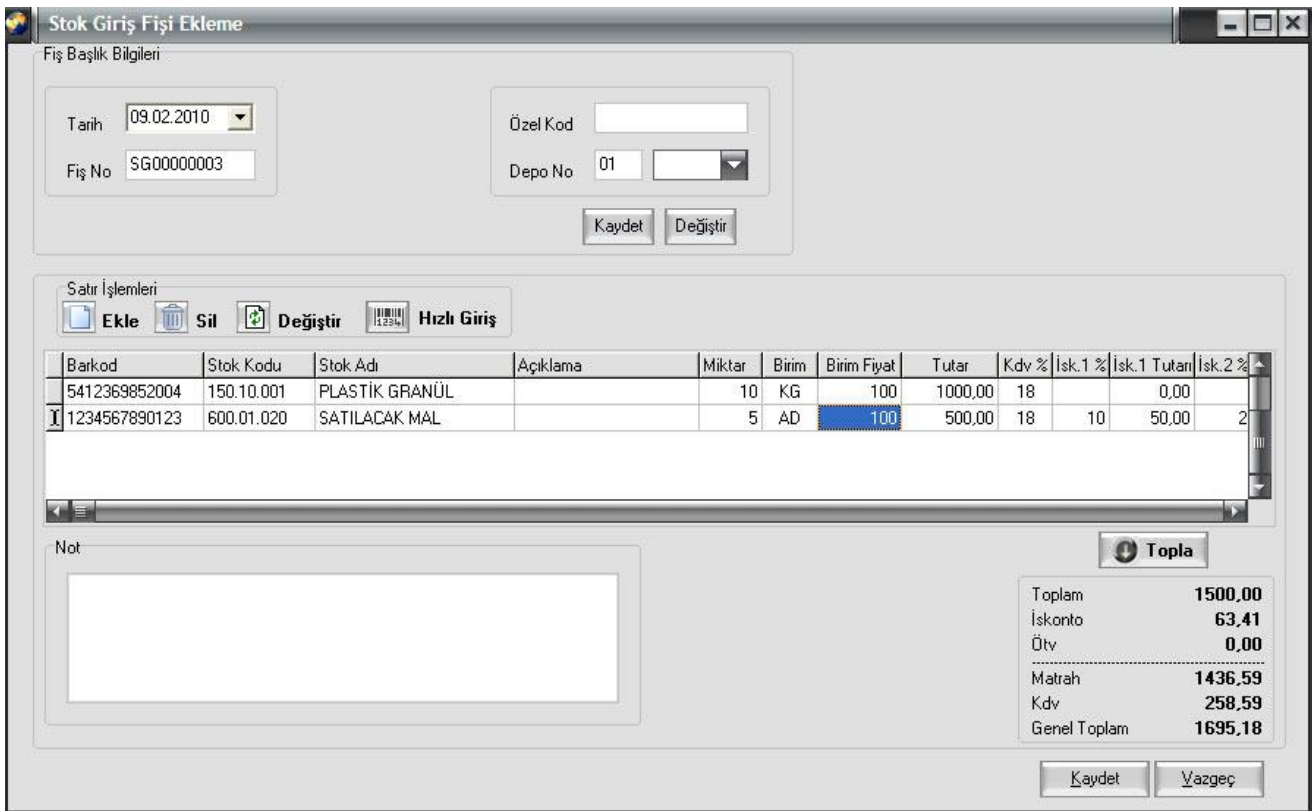 Stok Giriş Fişi Ekleme
Fiş Başlık Bilgileri
Tarih 09.02.2010 Özel Kod
Fiş No SG00000003 Depo No 01
Kaydet Değiştir
Satır İşlemleri
Ekle Sil Değiştir 1234 Hızlı Giriş
Barkod Stok Kodu Stok Adı Açıklama Miktar Birim Birim Fiyat Tutar Kdv % İsk.1 % İsk.1 Tutarı İsk.2 %
5412369852004 150.10.001 PLASTİK GRANÜL 10 KG 100 1000,00 18 0,00
1234567890123 600.01.020 SATILACAK MAL 5 AD 100 500,00 18 10 50,00 2
Not
Topla
Toplam 1500,00
İskonto 63,41
Ötv 0,00
Matrah 1436,59
Kdv 258,59
Genel Toplam 1695,18
Kaydet Vazgeç